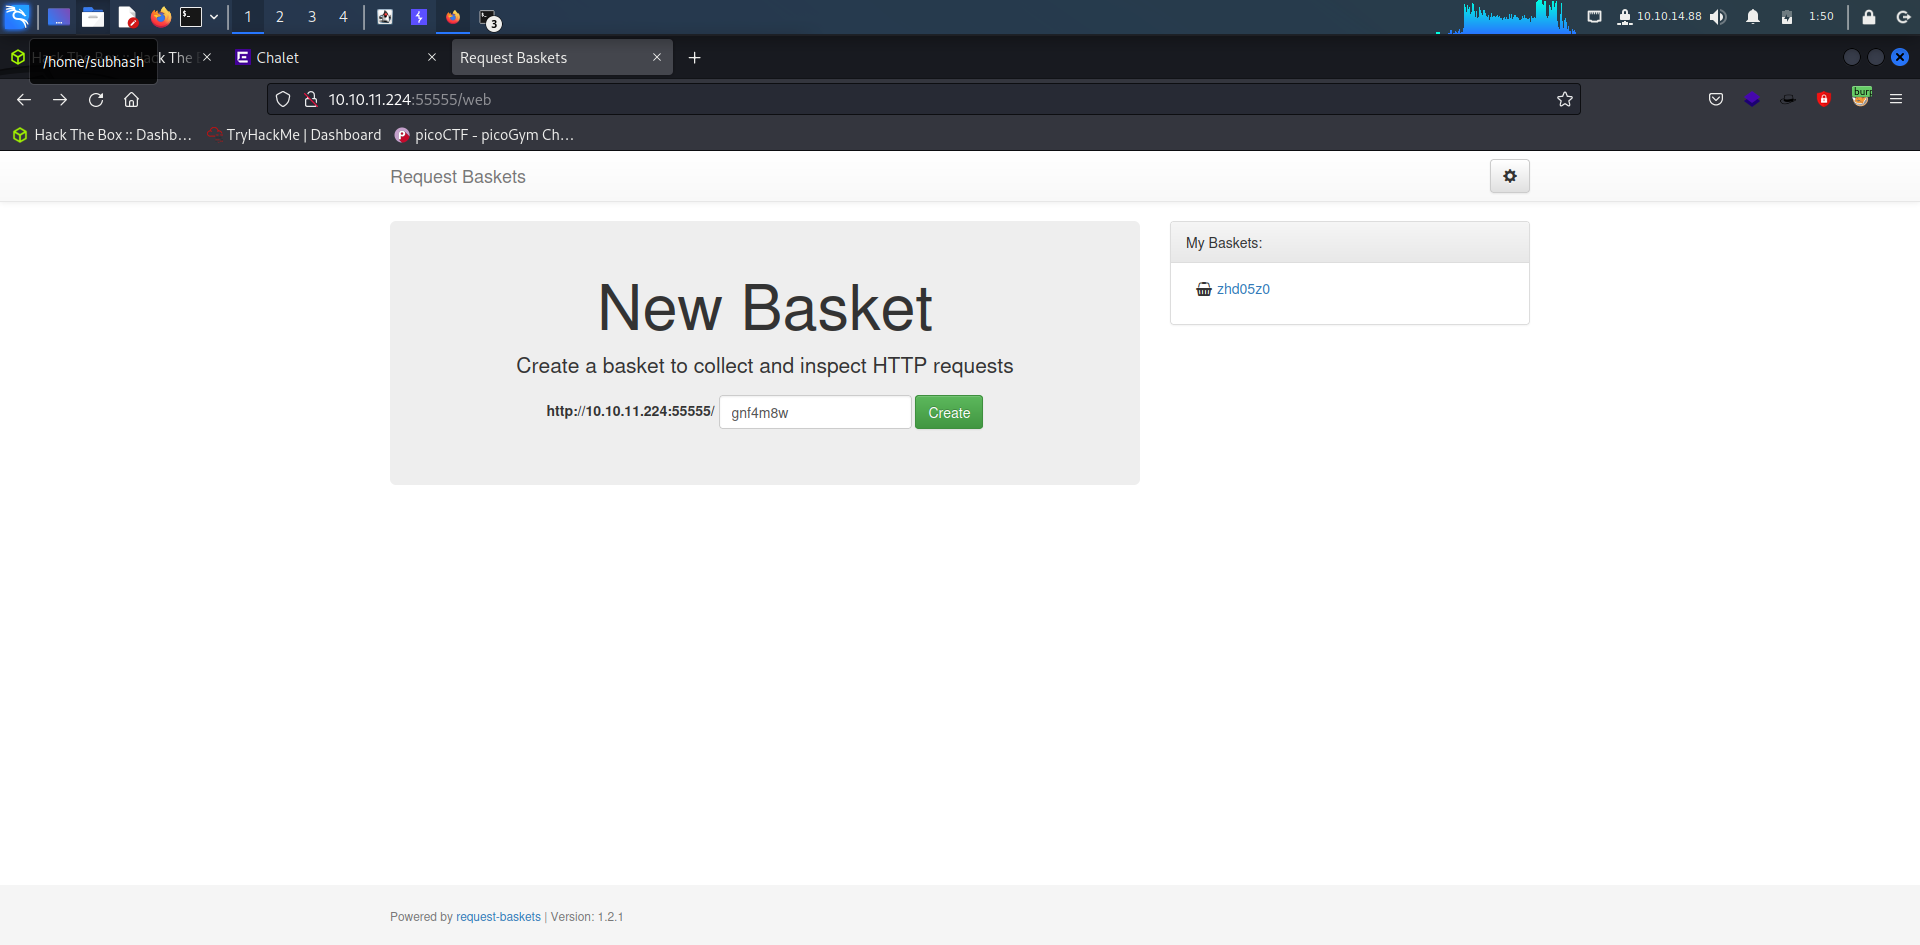 1 2 3 4 3 10.10.14.88 1:50
/home/subhash
Chalet
Request Baskets
10.10.11.224:55555/web
burp
Hack The Box :: Dashb… TryHackMe | Dashboard picoCTF - picoGym Ch…
Request Baskets
New Basket
Create a basket to collect and inspect HTTP requests
http://10.10.11.224:55555/ gnf4m8w Create
My Baskets:
zhd05z0
Powered by request-baskets | Version: 1.2.1